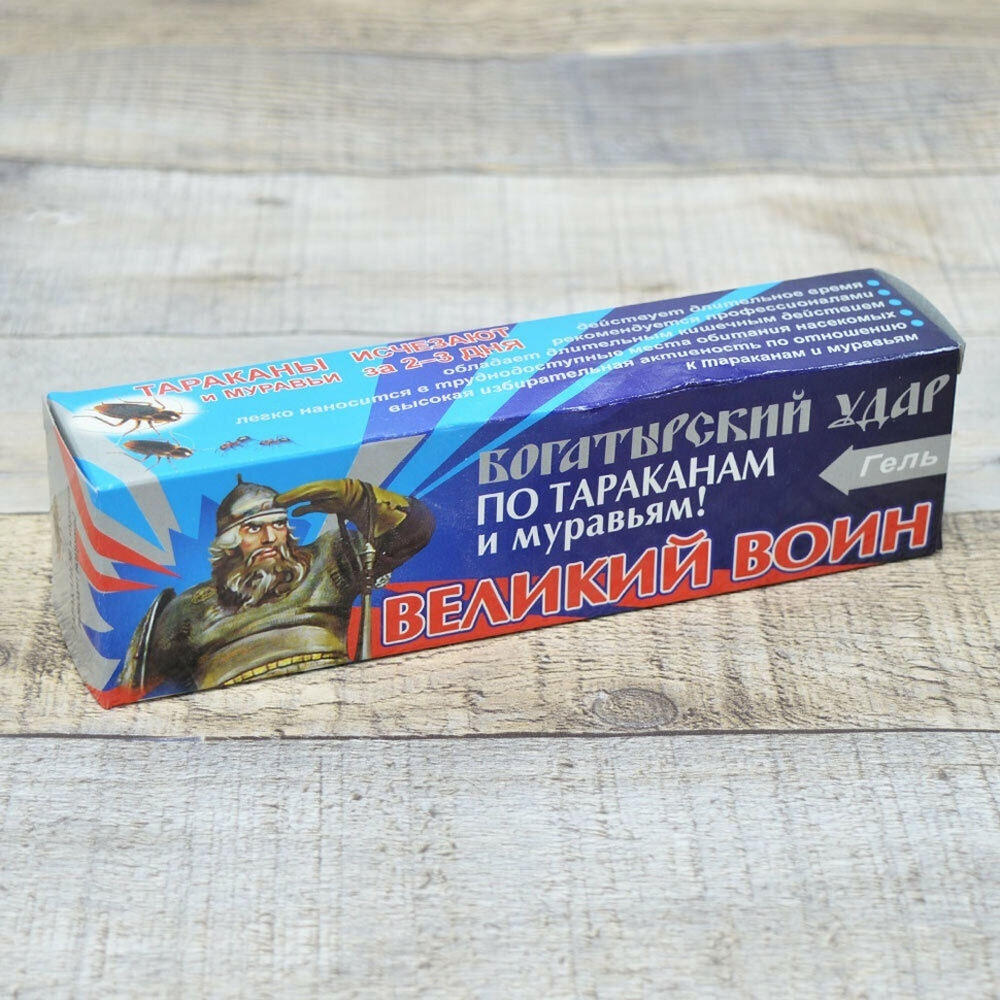 ТАРАКАНЫ ИСЧЕЗАЮТ
и МУРАВЬИ за 2–3 ДНЯ
действует длительное время
рекомендуется профессионалами
обладает длительным кишечным действием
легко наносится в труднодоступные места обитания насекомых
высокая избирательная активность по отношению
к тараканам и муравьям
БОГАТЫРСКИЙ УДАР
ПО ТАРАКАНАМ
и муравьям!
Гель
ВЕЛИКИЙ ВОИН